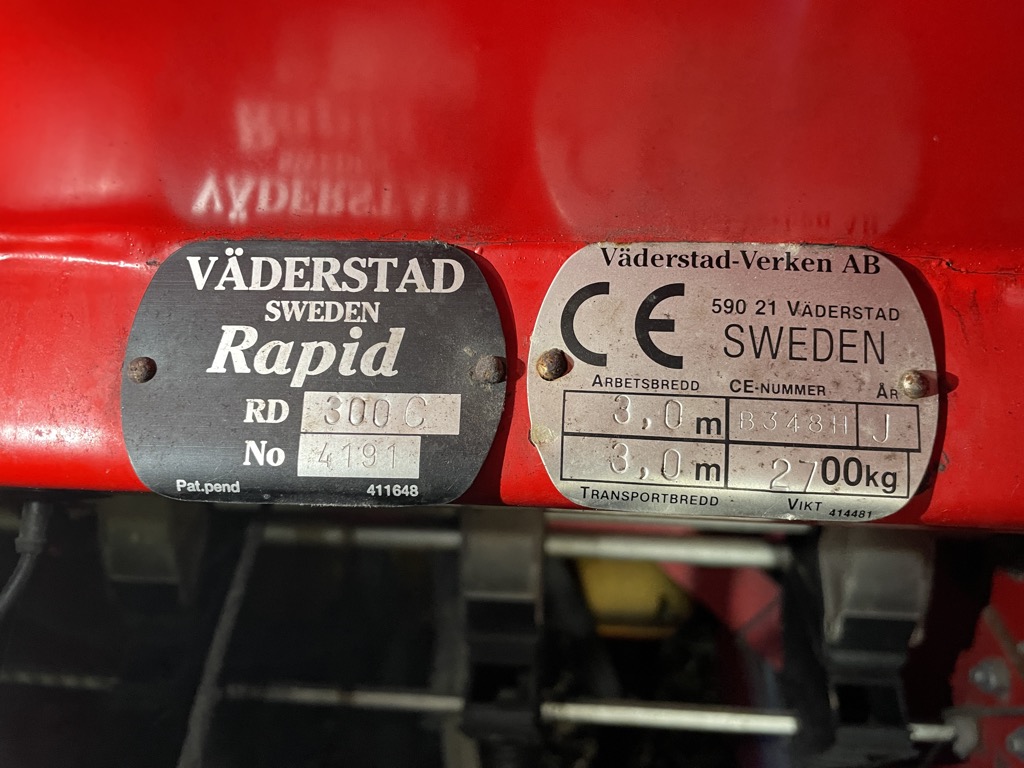 VÄDERSTAD
SWEDEN
Rapid
RD 300 C
No 4191
Pat.pend 411648
Väderstad-Verken AB
CE 590 21 VÄDERSTAD
SWEDEN
ARBETSBREDD CE-NUMMER ÅR
3,0 m B348H J
3,0 m 2700kg
TRANSPORTBREDD VIKT 414481